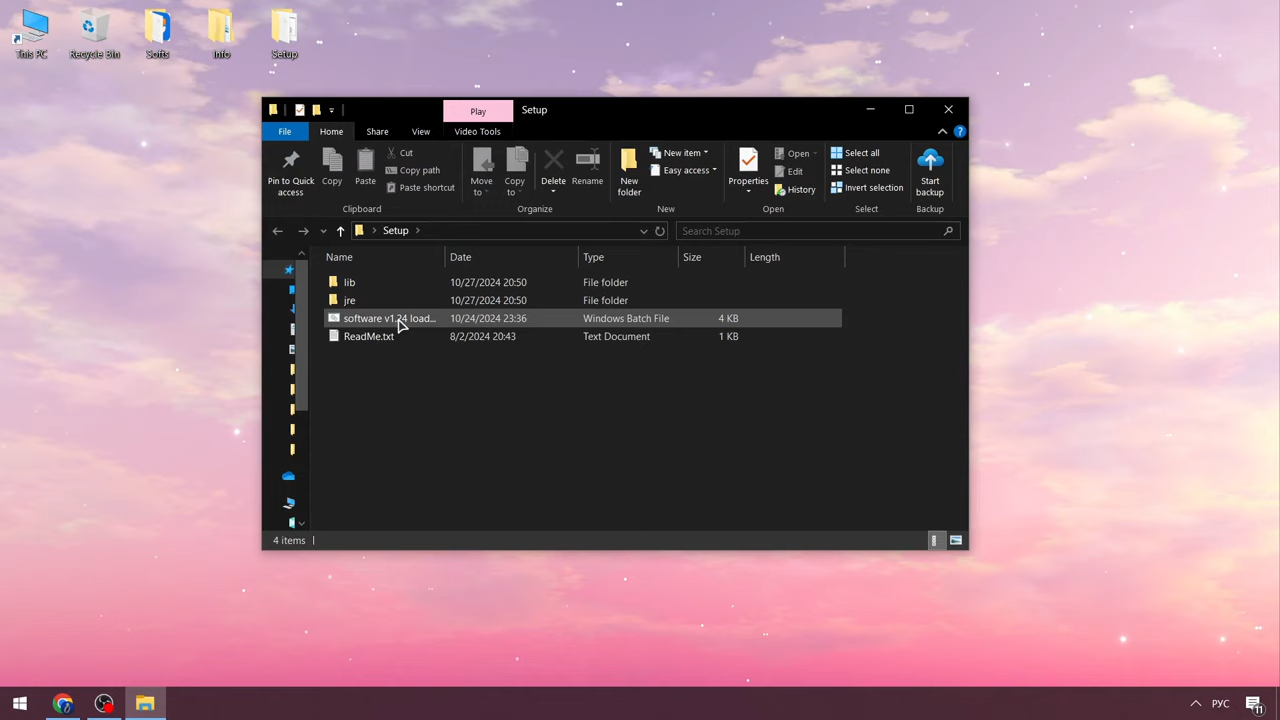 This PC
Recycle Bin
Softs
Info
Setup
Play
Setup
File
Home
Share
View
Video Tools
Pin to Quick access
Copy
Paste
Cut
Copy path
Paste shortcut
Move to
Copy to
Delete
Rename
New folder
New item
Easy access
Properties
Open
Edit
History
Select all
Select none
Invert selection
Start backup
Clipboard
Organize
New
Open
Select
Backup
Setup
Search Setup
Name Date Type Size Length
lib 10/27/2024 20:50 File folder
jre 10/27/2024 20:50 File folder
software v1.24 load... 10/24/2024 23:36 Windows Batch File 4 KB
ReadMe.txt 8/2/2024 20:43 Text Document 1 KB
4 items
РУС
11